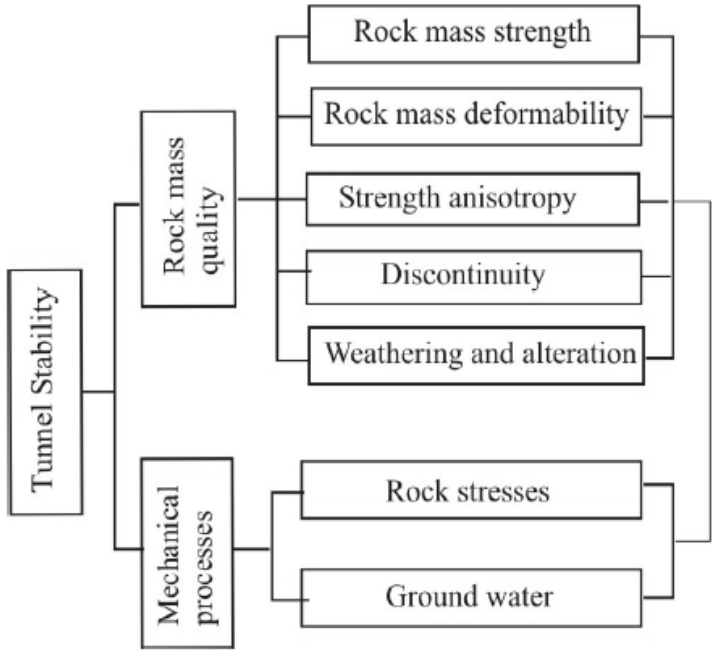 Tunnel Stability
Rock mass
quality
Rock mass strength
Rock mass deformability
Strength anisotropy
Discontinuity
Weathering and alteration
Mechanical
processes
Rock stresses
Ground water